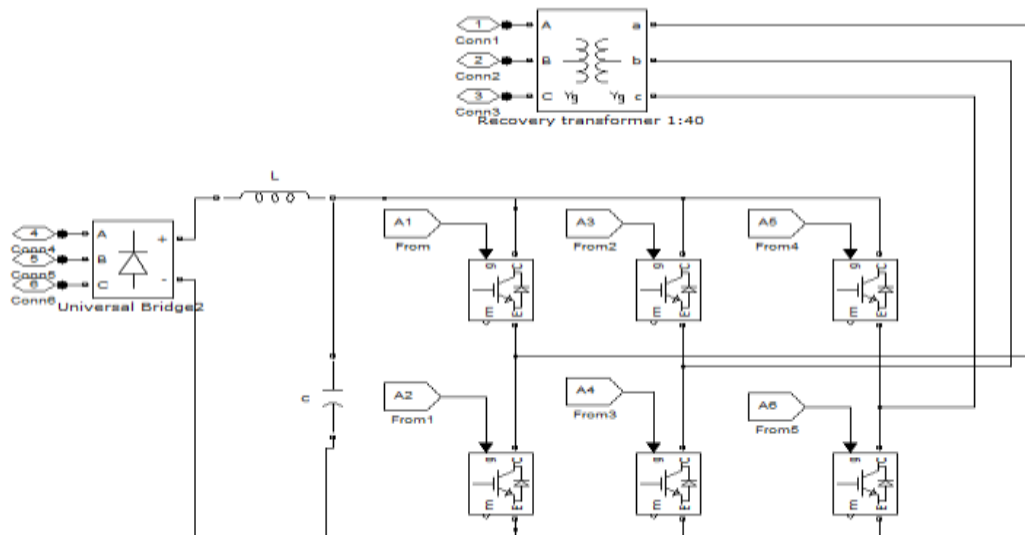 1 A a
Conn1
2 B b
Conn2
3 C Yg Yg c
Conn3
Recovery transformer 1:40
L
4 A +
Conn4
5 B
Conn5
6 C -
Conn6
Universal Bridge2
A1
From
A3
From2
A5
From4
g C
m E
g C
m E
g C
m E
c
A2
From1
A4
From3
A6
From5
g C
m E
g C
m E
g C
m E